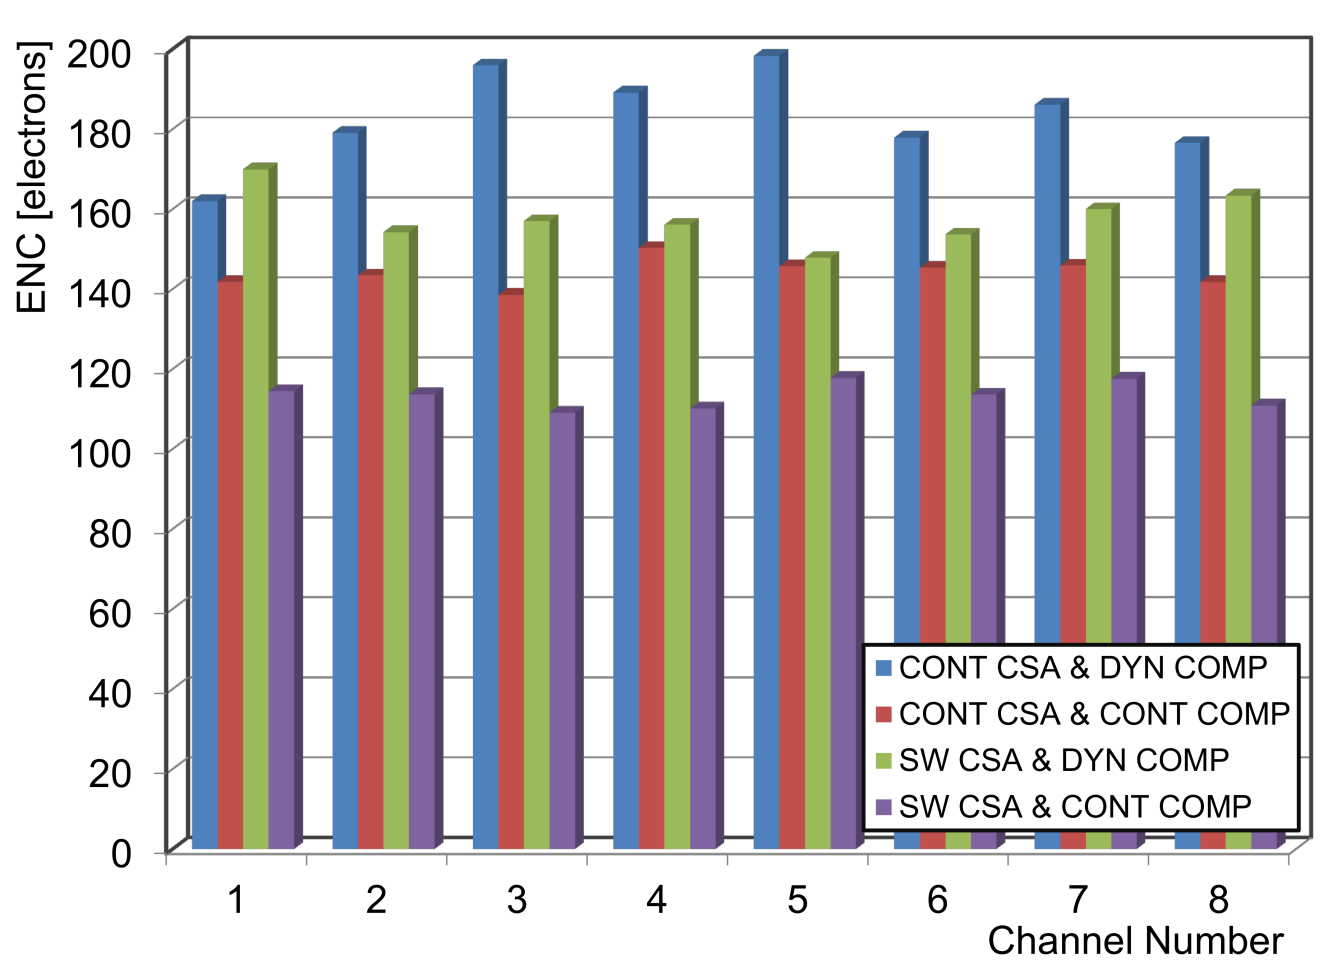 ENC [electrons]
200
180
160
140
120
100
80
60
40
20
0
CONT CSA & DYN COMP
CONT CSA & CONT COMP
SW CSA & DYN COMP
SW CSA & CONT COMP
1 2 3 4 5 6 7 8
Channel Number